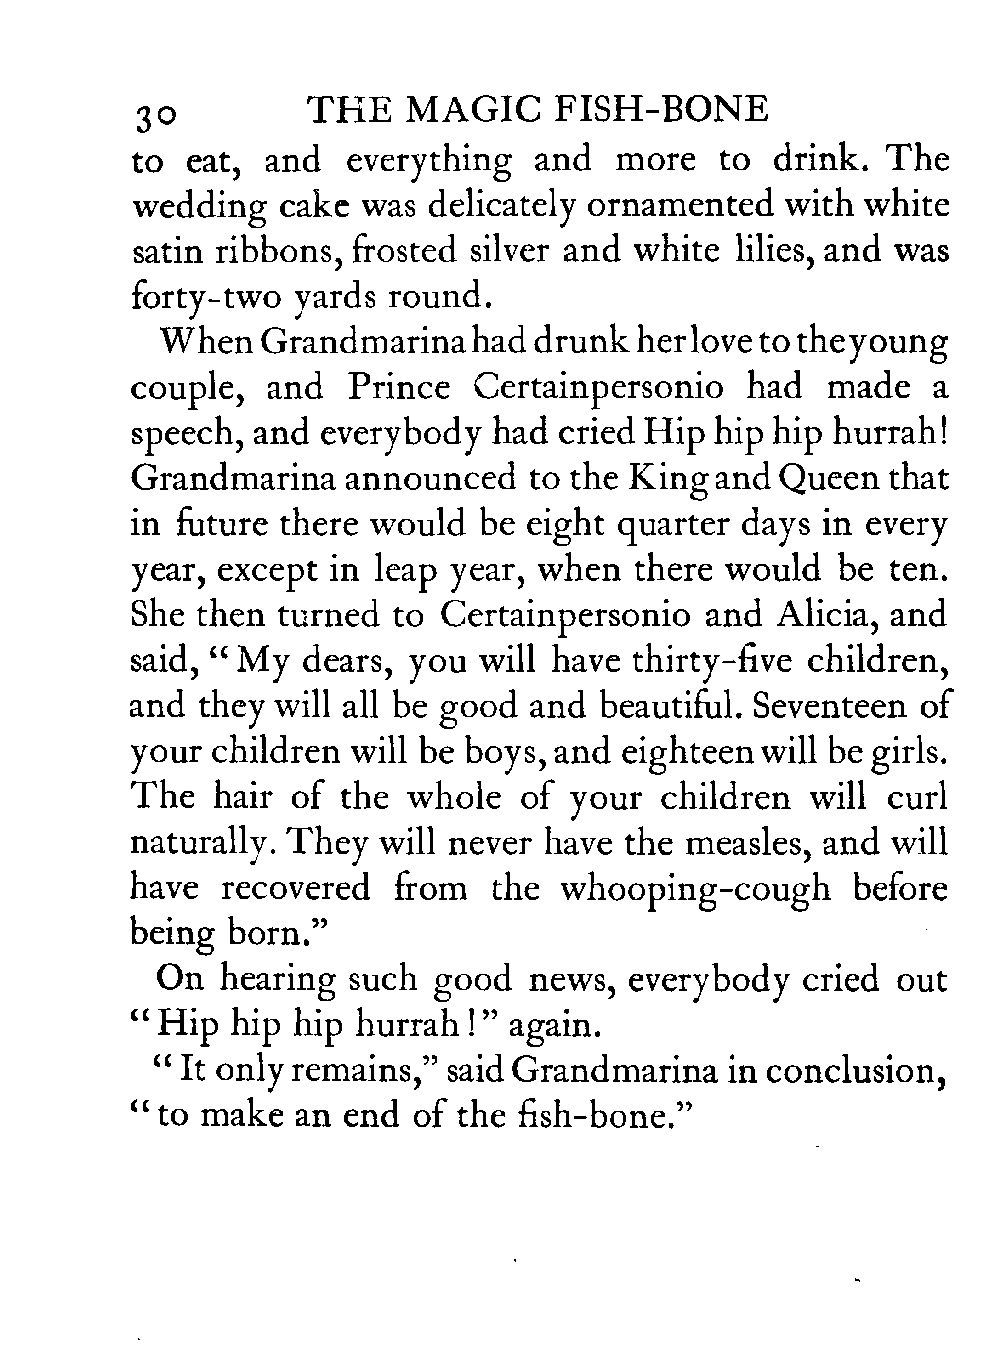 30 THE MAGIC FISH-BONE
to eat, and everything and more to drink. The
wedding cake was delicately ornamented with white
satin ribbons, frosted silver and white lilies, and was
forty-two yards round.
When Grandmarina had drunk her love to the young
couple, and Prince Certainpersonio had made a
speech, and everybody had cried Hip hip hip hurrah!
Grandmarina announced to the King and Queen that
in future there would be eight quarter days in every
year, except in leap year, when there would be ten.
She then turned to Certainpersonio and Alicia, and
said, “ My dears, you will have thirty-five children,
and they will all be good and beautiful. Seventeen of
your children will be boys, and eighteen will be girls.
The hair of the whole of your children will curl
naturally. They will never have the measles, and will
have recovered from the whooping-cough before
being born.”
On hearing such good news, everybody cried out
“ Hip hip hip hurrah ! ” again.
“ It only remains,” said Grandmarina in conclusion,
“ to make an end of the fish-bone.”